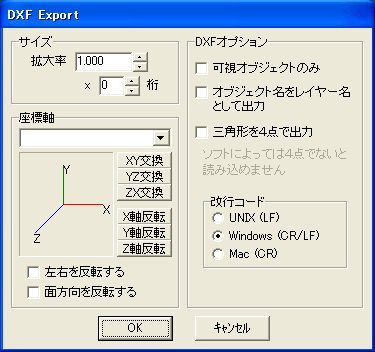 DXF Export
サイズ
拡大率 1.000
x 0 桁
座標軸
Y
X
Z
XY交換
YZ交換
ZX交換
X軸反転
Y軸反転
Z軸反転
左右を反転する
面方向を反転する
DXFオプション
可視オブジェクトのみ
オブジェクト名をレイヤー名
として出力
三角形を4点で出力
ソフトによっては4点でないと
読み込めません
改行コード
UNIX (LF)
Windows (CR/LF)
Mac (CR)
OK
キャンセル